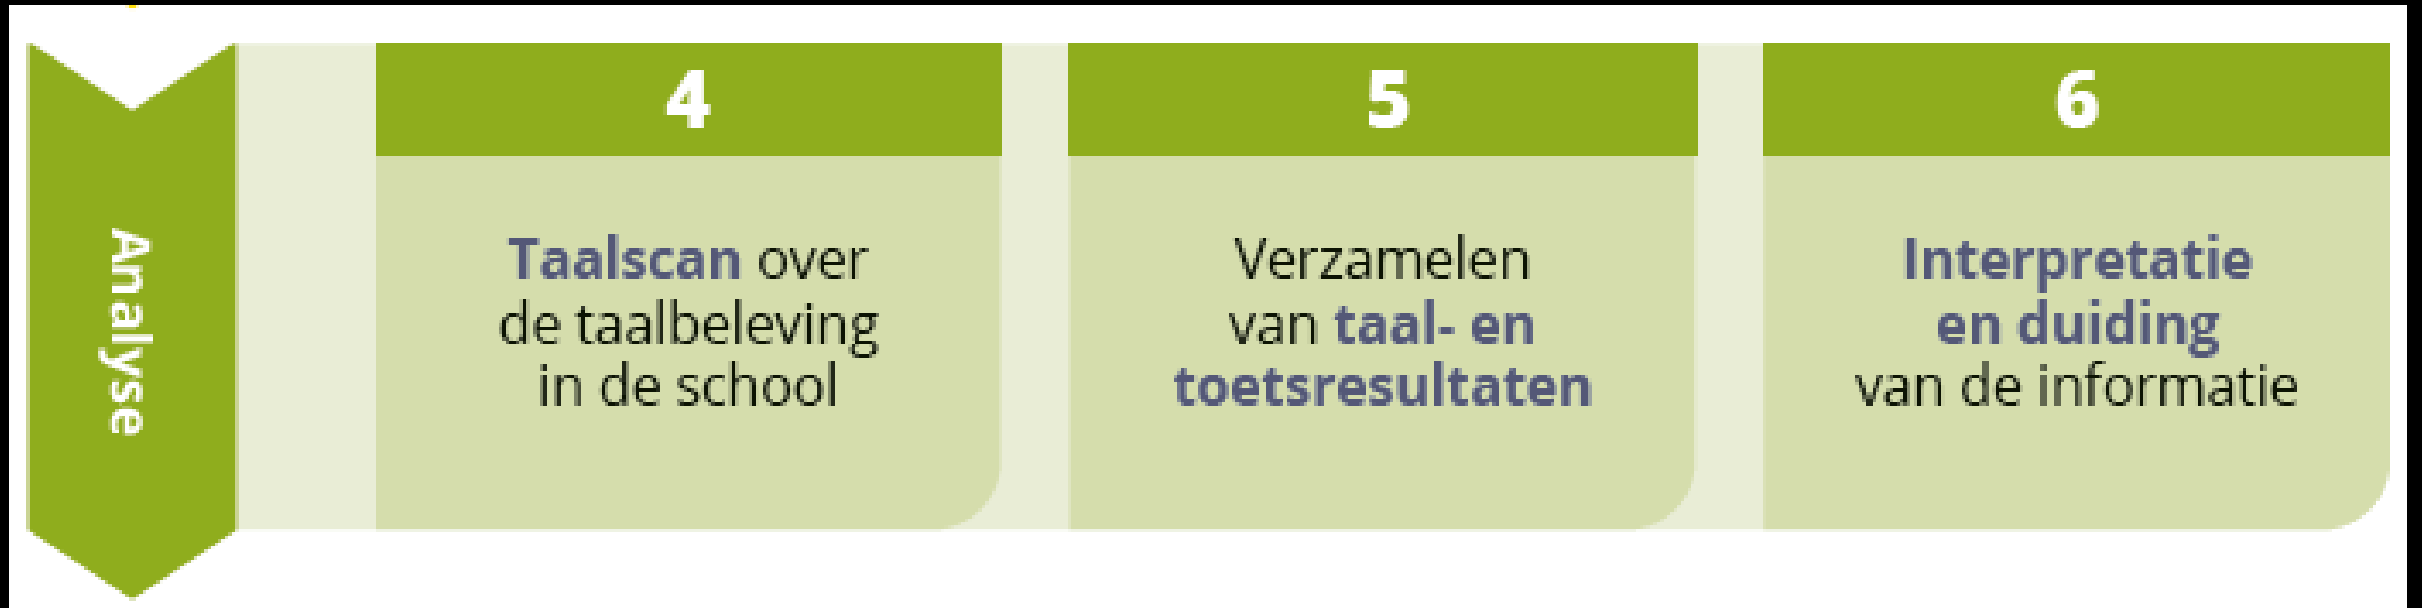 Analyse
4
Taalscan over
de taalbeleving
in de school
5
Verzamelen
van taal- en
toetsresultaten
6
Interpretatie
en duiding
van de informatie